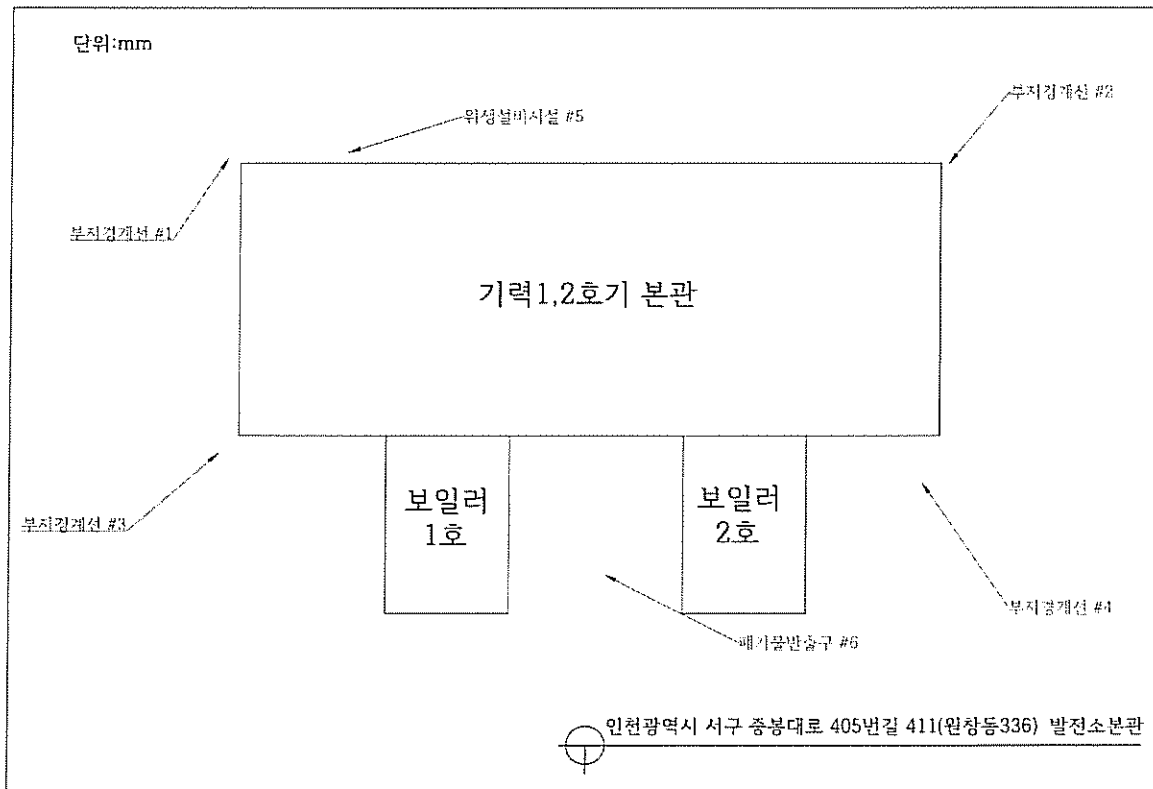 단위:mm
부지경계선 #2
위생설비시설 #5
부지경계선 #1
기력1,2호기 본관
보일러
1호
보일러
2호
부지경계선 #3
부지경계선 #4
폐기물반출구 #6
인천광역시 서구 중봉대로 405번길 411(원창동336) 발전소본관